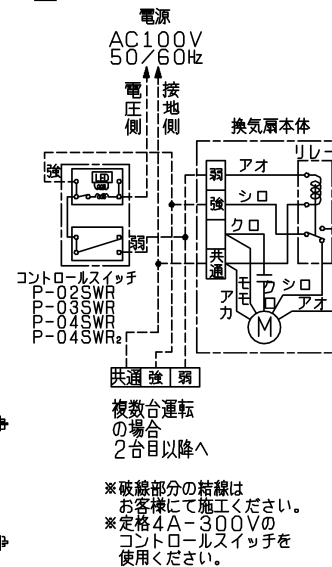 電源
AC100V
50/60Hz
電圧側
接地側
換気扇本体
リレー
強
LED
弱
弱
強
共通
アオ
シロ
クロ
モモ
アカ
クロ
シロ
アオ
M
コントロールスイッチ
P-02SWR
P-03SWR
P-04SWR
P-04SWR₂
共通 強 弱
複数台運転
の場合
2台目以降へ
※破線部分の結線は
お客様にて施工ください。
※定格4A-300Vの
コントロールスイッチを
使用ください。